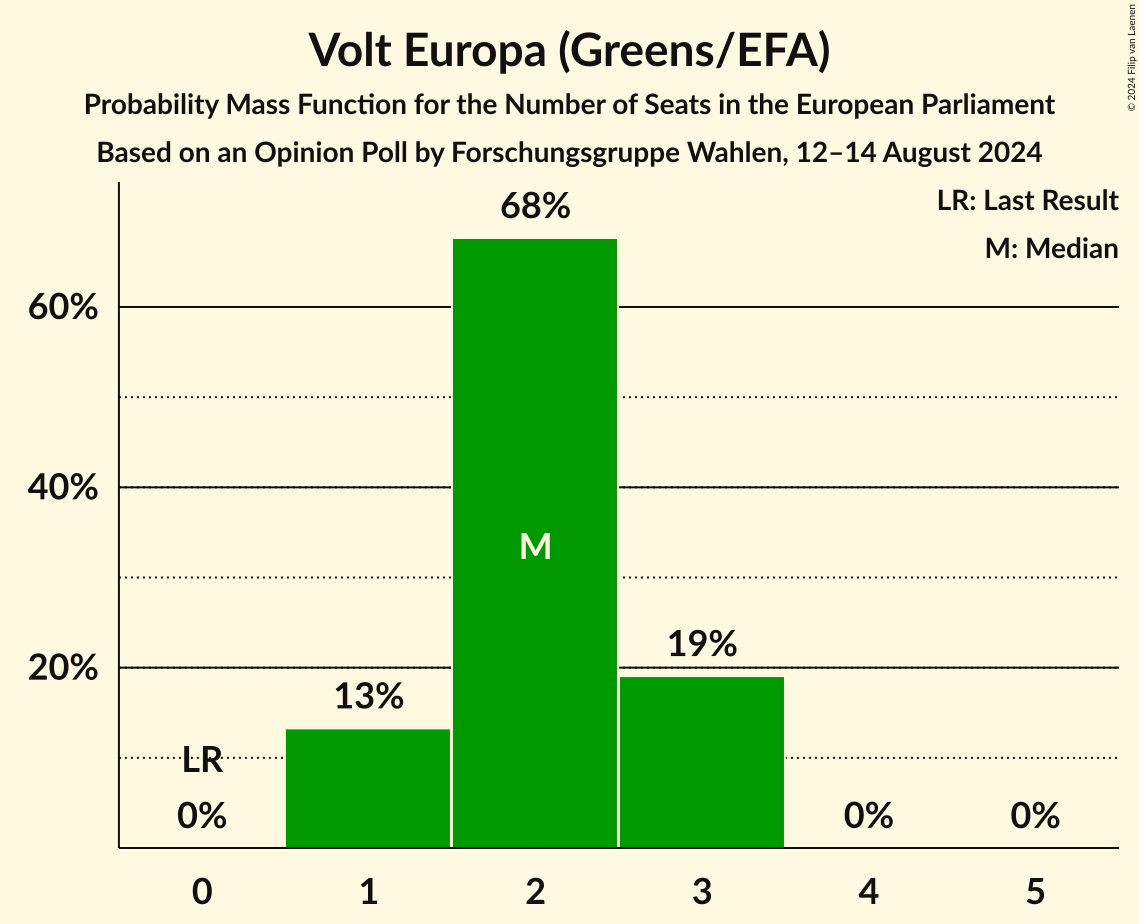 Volt Europa (Greens/EFA)
Probability Mass Function for the Number of Seats in the European Parliament
Based on an Opinion Poll by Forschungsgruppe Wahlen, 12–14 August 2024
© 2024 Filip van Laenen
LR: Last Result
M: Median
68%
60%
40%
M
20%
19%
13%
LR
0%
0%
0%
0
1
2
3
4
5